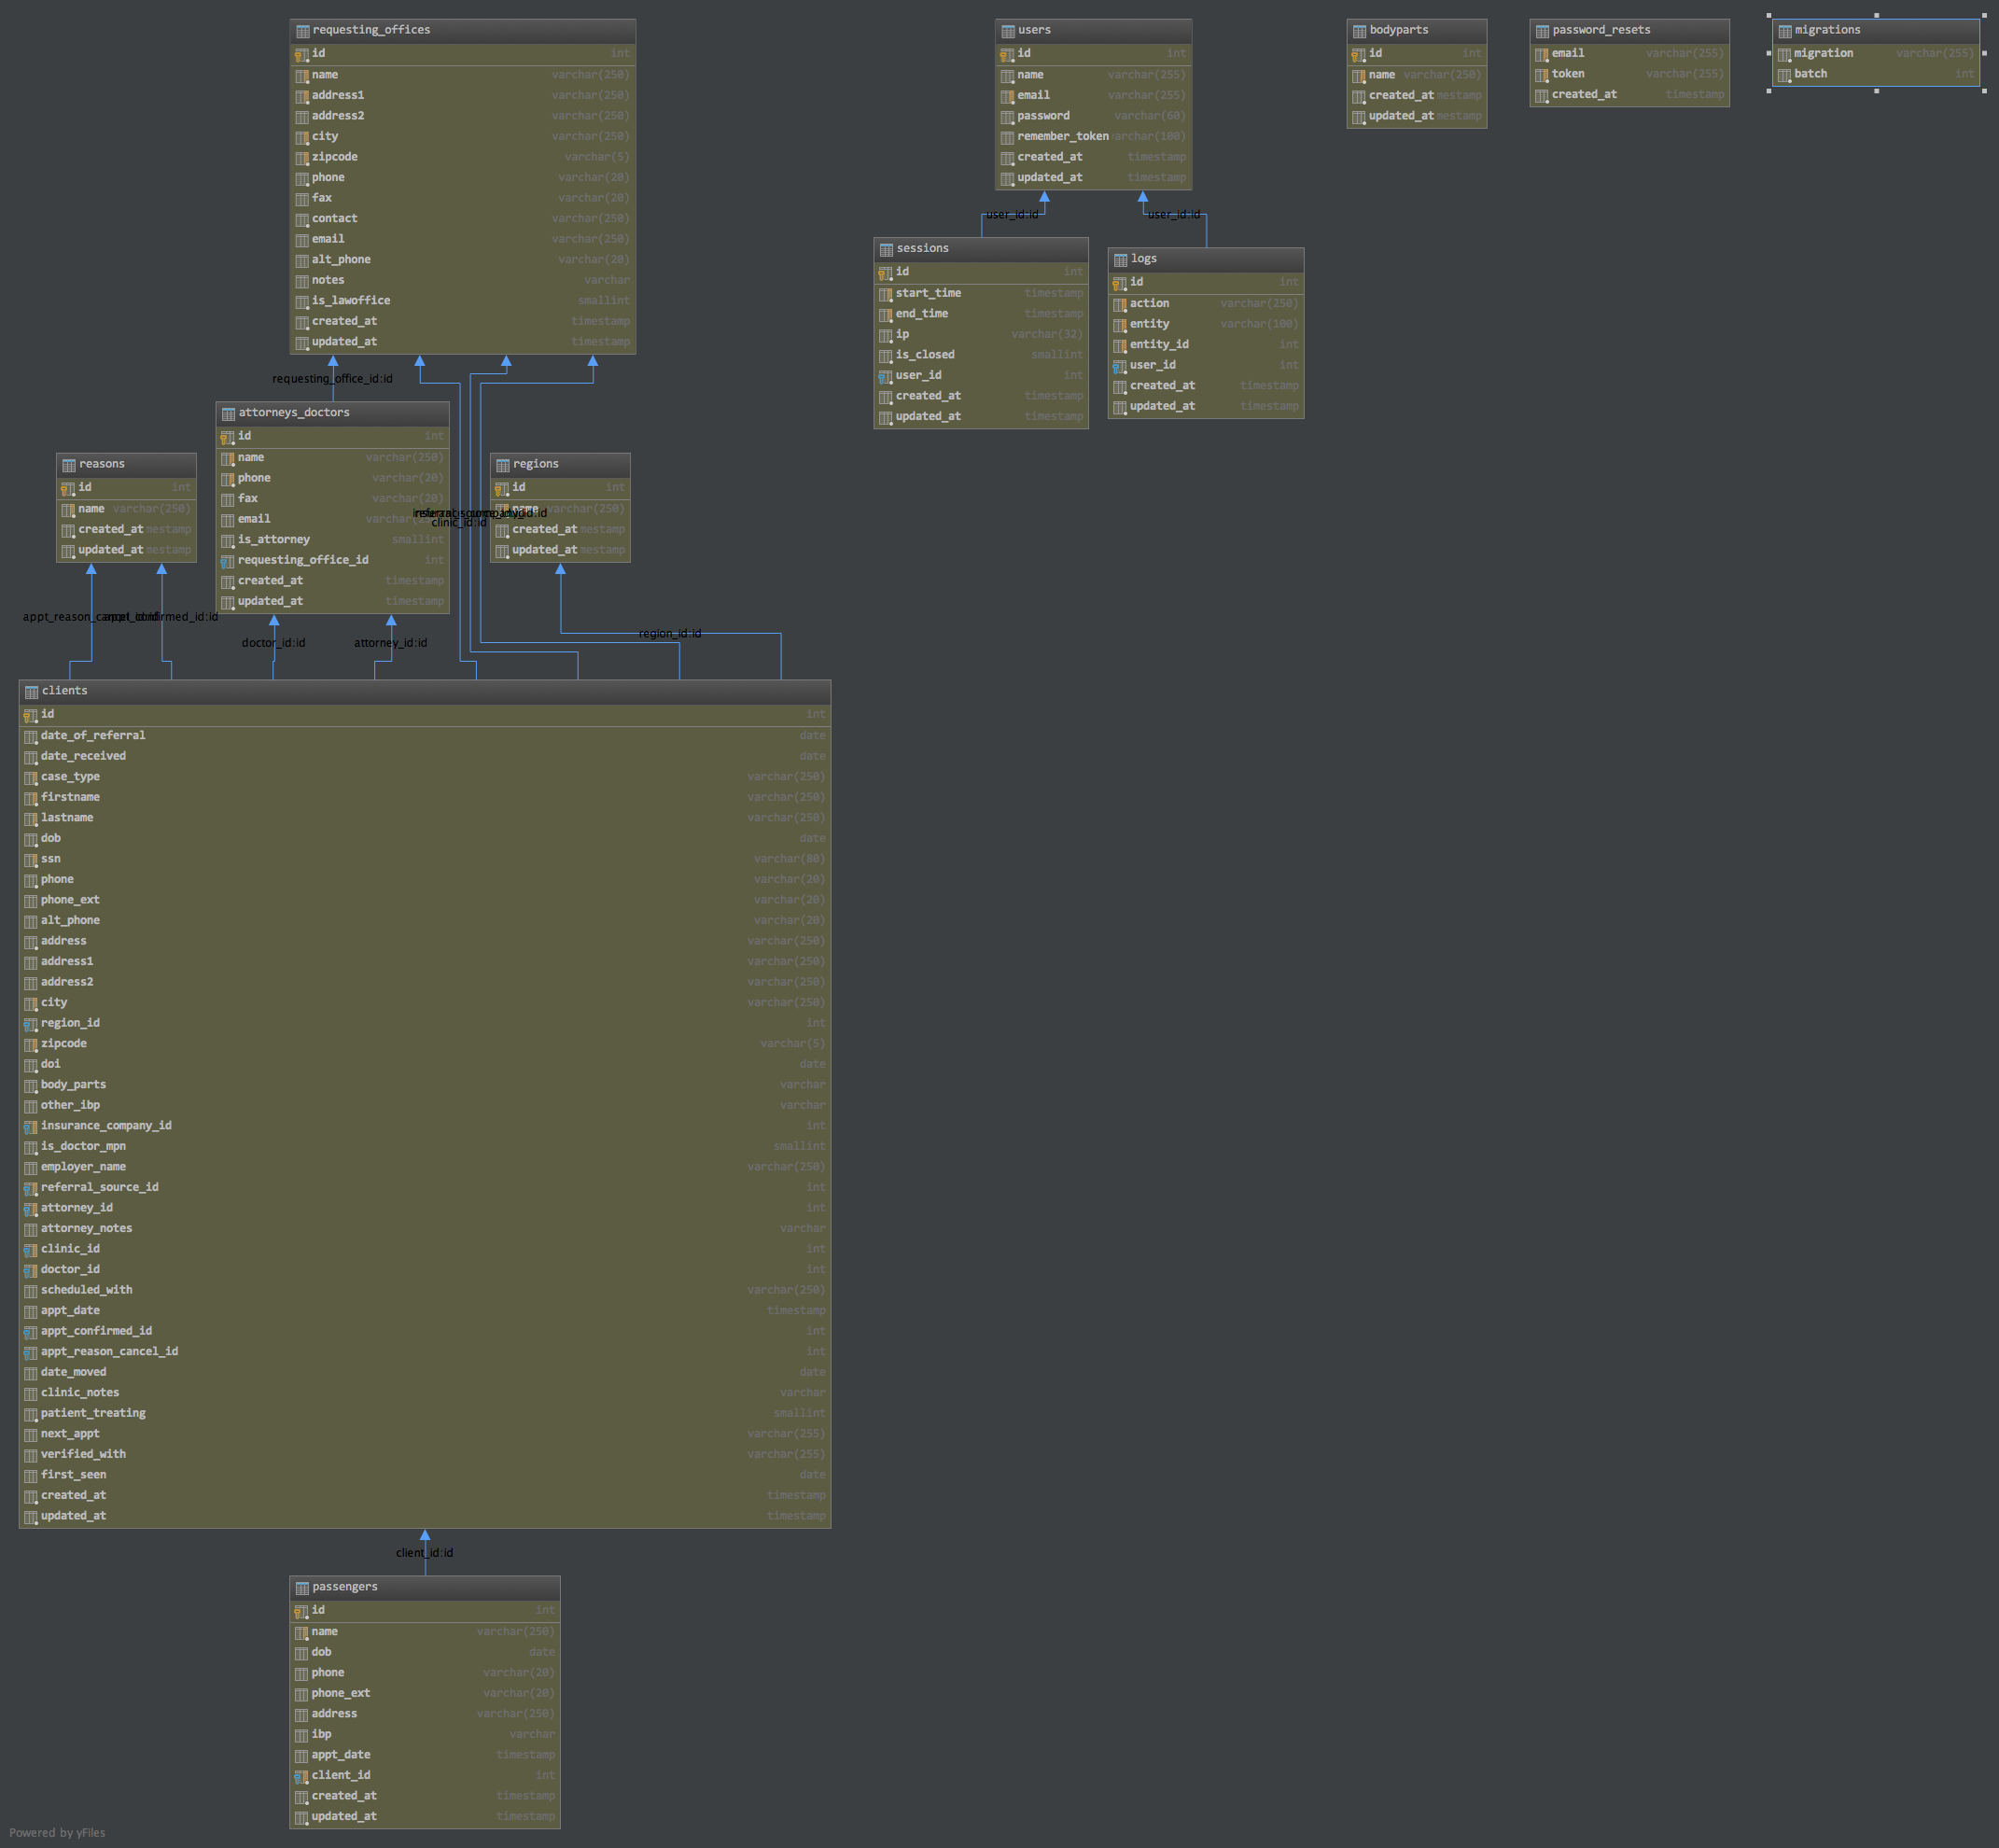 requesting_offices
id int
name varchar(250)
address1 varchar(250)
address2 varchar(250)
city varchar(250)
zipcode varchar(5)
phone varchar(20)
fax varchar(20)
contact varchar(250)
email varchar(250)
alt_phone varchar(20)
notes varchar
is_lawoffice smallint
created_at timestamp
updated_at timestamp
users
id int
name varchar(255)
email varchar(255)
password varchar(60)
remember_token archar(100)
created_at timestamp
updated_at timestamp
bodyparts
id int
name varchar(250)
created_at mestamp
updated_at mestamp
password_resets
email varchar(255)
token varchar(255)
created_at timestamp
migrations
migration varchar(255)
batch int
user_id:id
user_id:id
sessions
id int
start_time timestamp
end_time timestamp
ip varchar(32)
is_closed smallint
user_id int
created_at timestamp
updated_at timestamp
logs
id int
action varchar(250)
entity varchar(100)
entity_id int
user_id int
created_at timestamp
updated_at timestamp
requesting_office_id:id
attorneys_doctors
id int
name varchar(250)
phone varchar(20)
fax varchar(20)
email
is_attorney smallint
requesting_office_id int
created_at timestamp
updated_at timestamp
reasons
id int
name varchar(250)
created_at mestamp
updated_at mestamp
regions
id int
name varchar(250)
created_at mestamp
updated_at mestamp
clinic_id:id
doctor_id:id
attorney_id:id
region_id:id
clients
id int
date_of_referral date
date_received date
case_type varchar(250)
firstname varchar(250)
lastname varchar(250)
dob date
ssn varchar(80)
phone varchar(20)
phone_ext varchar(20)
alt_phone varchar(20)
address varchar(250)
address1 varchar(250)
address2 varchar(250)
city varchar(250)
region_id int
zipcode varchar(5)
doi date
body_parts varchar
other_ibp varchar
insurance_company_id int
is_doctor_mpn smallint
employer_name varchar(250)
referral_source_id int
attorney_id int
attorney_notes varchar
clinic_id int
doctor_id int
scheduled_with varchar(250)
appt_date timestamp
appt_confirmed_id int
appt_reason_cancel_id int
date_moved date
clinic_notes varchar
patient_treating smallint
next_appt varchar(255)
verified_with varchar(255)
first_seen date
created_at timestamp
updated_at timestamp
client_id:id
passengers
id int
name varchar(250)
dob date
phone varchar(20)
phone_ext varchar(20)
address varchar(250)
ibp varchar
appt_date timestamp
client_id int
created_at timestamp
updated_at timestamp
Powered by yFiles